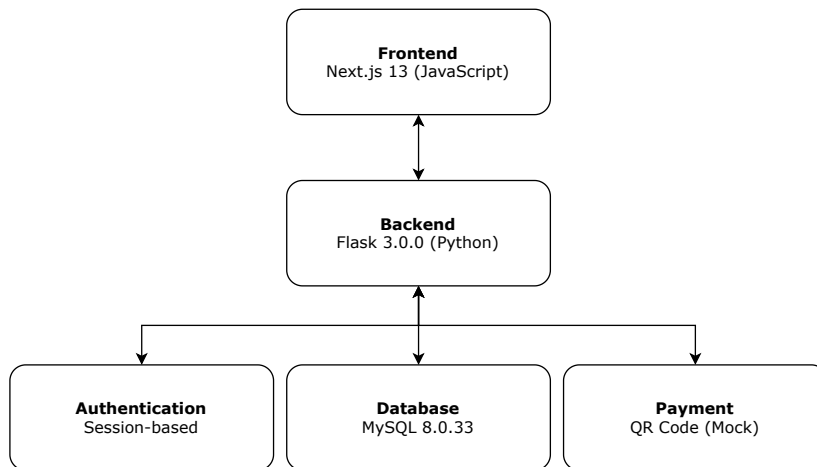 Frontend
Next.js 13 (JavaScript)
Backend
Flask 3.0.0 (Python)
Authentication
Session-based
Database
MySQL 8.0.33
Payment
QR Code (Mock)